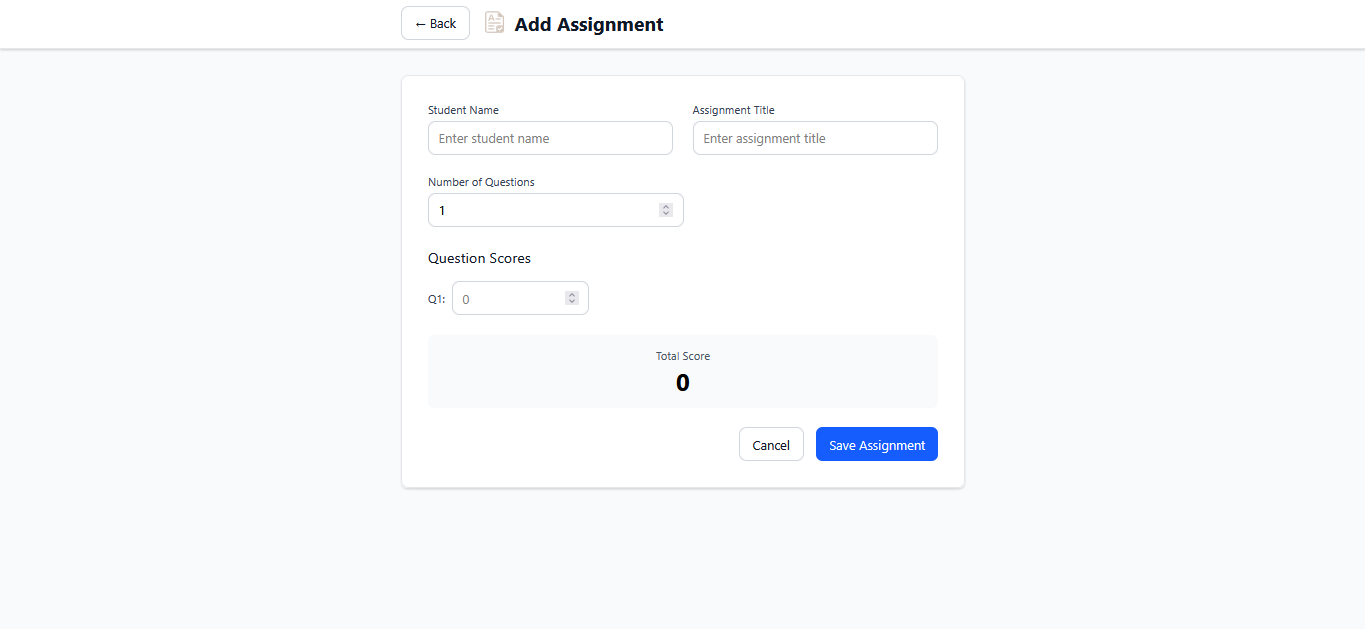 ← Back
Add Assignment
Student Name
Assignment Title
Enter student name
Enter assignment title
Number of Questions
1
Question Scores
Q1:
0
Total Score
0
Cancel
Save Assignment